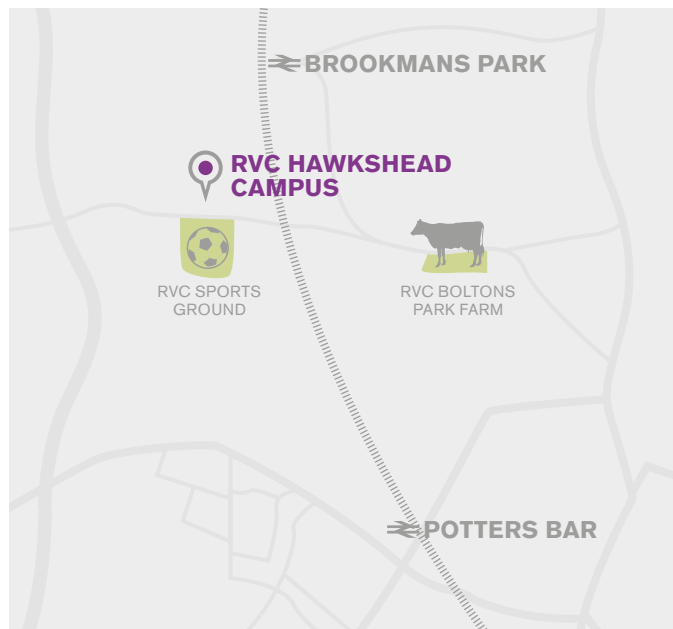 BROOKMANS PARK
RVC HAWKSHEAD
CAMPUS
RVC SPORTS
GROUND
RVC BOLTONS
PARK FARM
POTTERS BAR